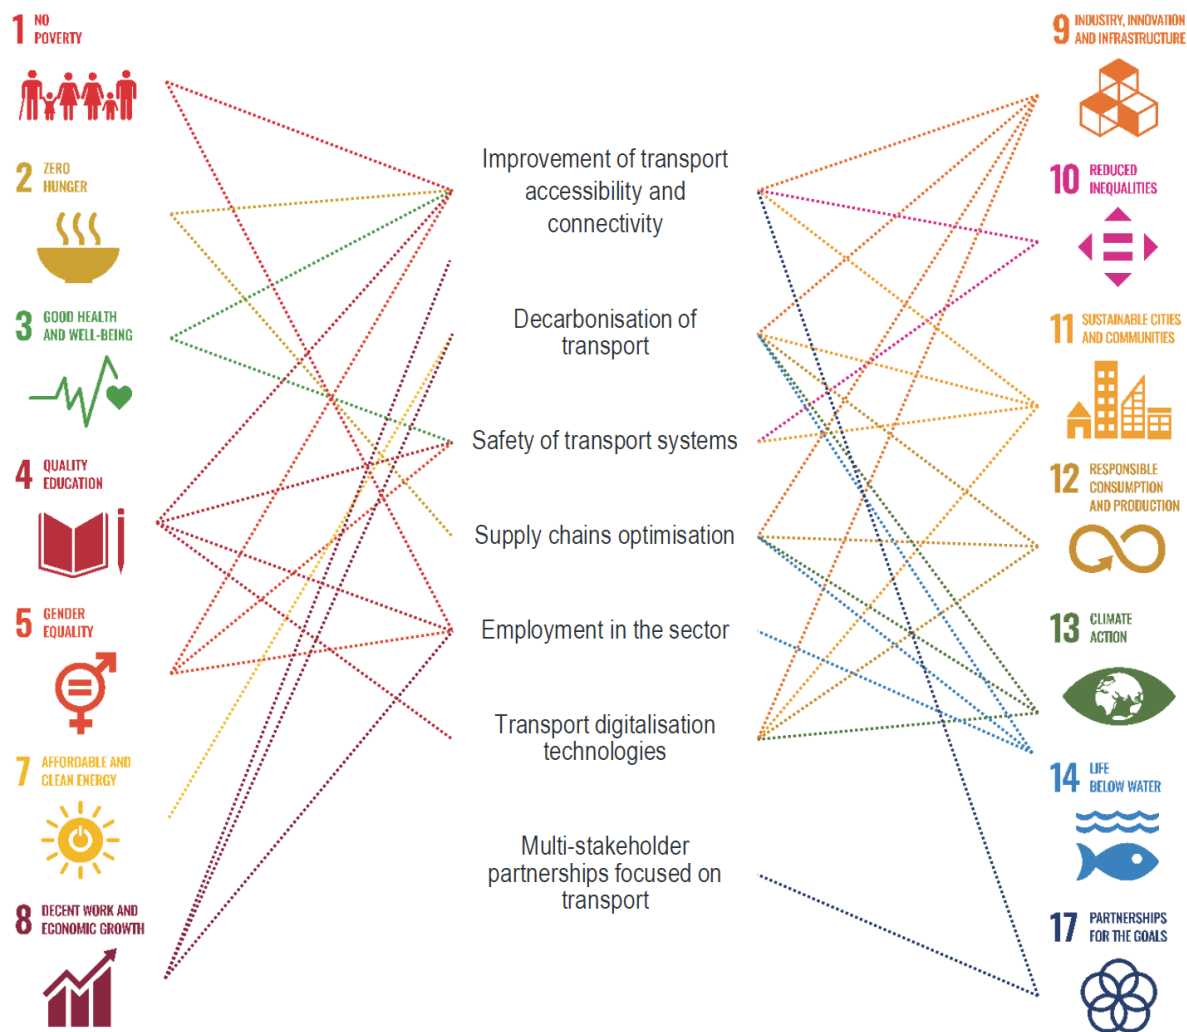 1 NO
POVERTY
2 ZERO
HUNGER
3 GOOD HEALTH
AND WELL-BEING
4 QUALITY
EDUCATION
5 GENDER
EQUALITY
7 AFFORDABLE AND
CLEAN ENERGY
8 DECENT WORK AND
ECONOMIC GROWTH
Improvement of transport
accessibility and
connectivity
Decarbonisation of
transport
Safety of transport systems
Supply chains optimisation
Employment in the sector
Transport digitalisation
technologies
Multi-stakeholder
partnerships focused on
transport
9 INDUSTRY, INNOVATION
AND INFRASTRUCTURE
10 REDUCED
INEQUALITIES
11 SUSTAINABLE CITIES
AND COMMUNITIES
12 RESPONSIBLE
CONSUMPTION
AND PRODUCTION
13 CLIMATE
ACTION
14 LIFE
BELOW WATER
17 PARTNERSHIPS
FOR THE GOALS